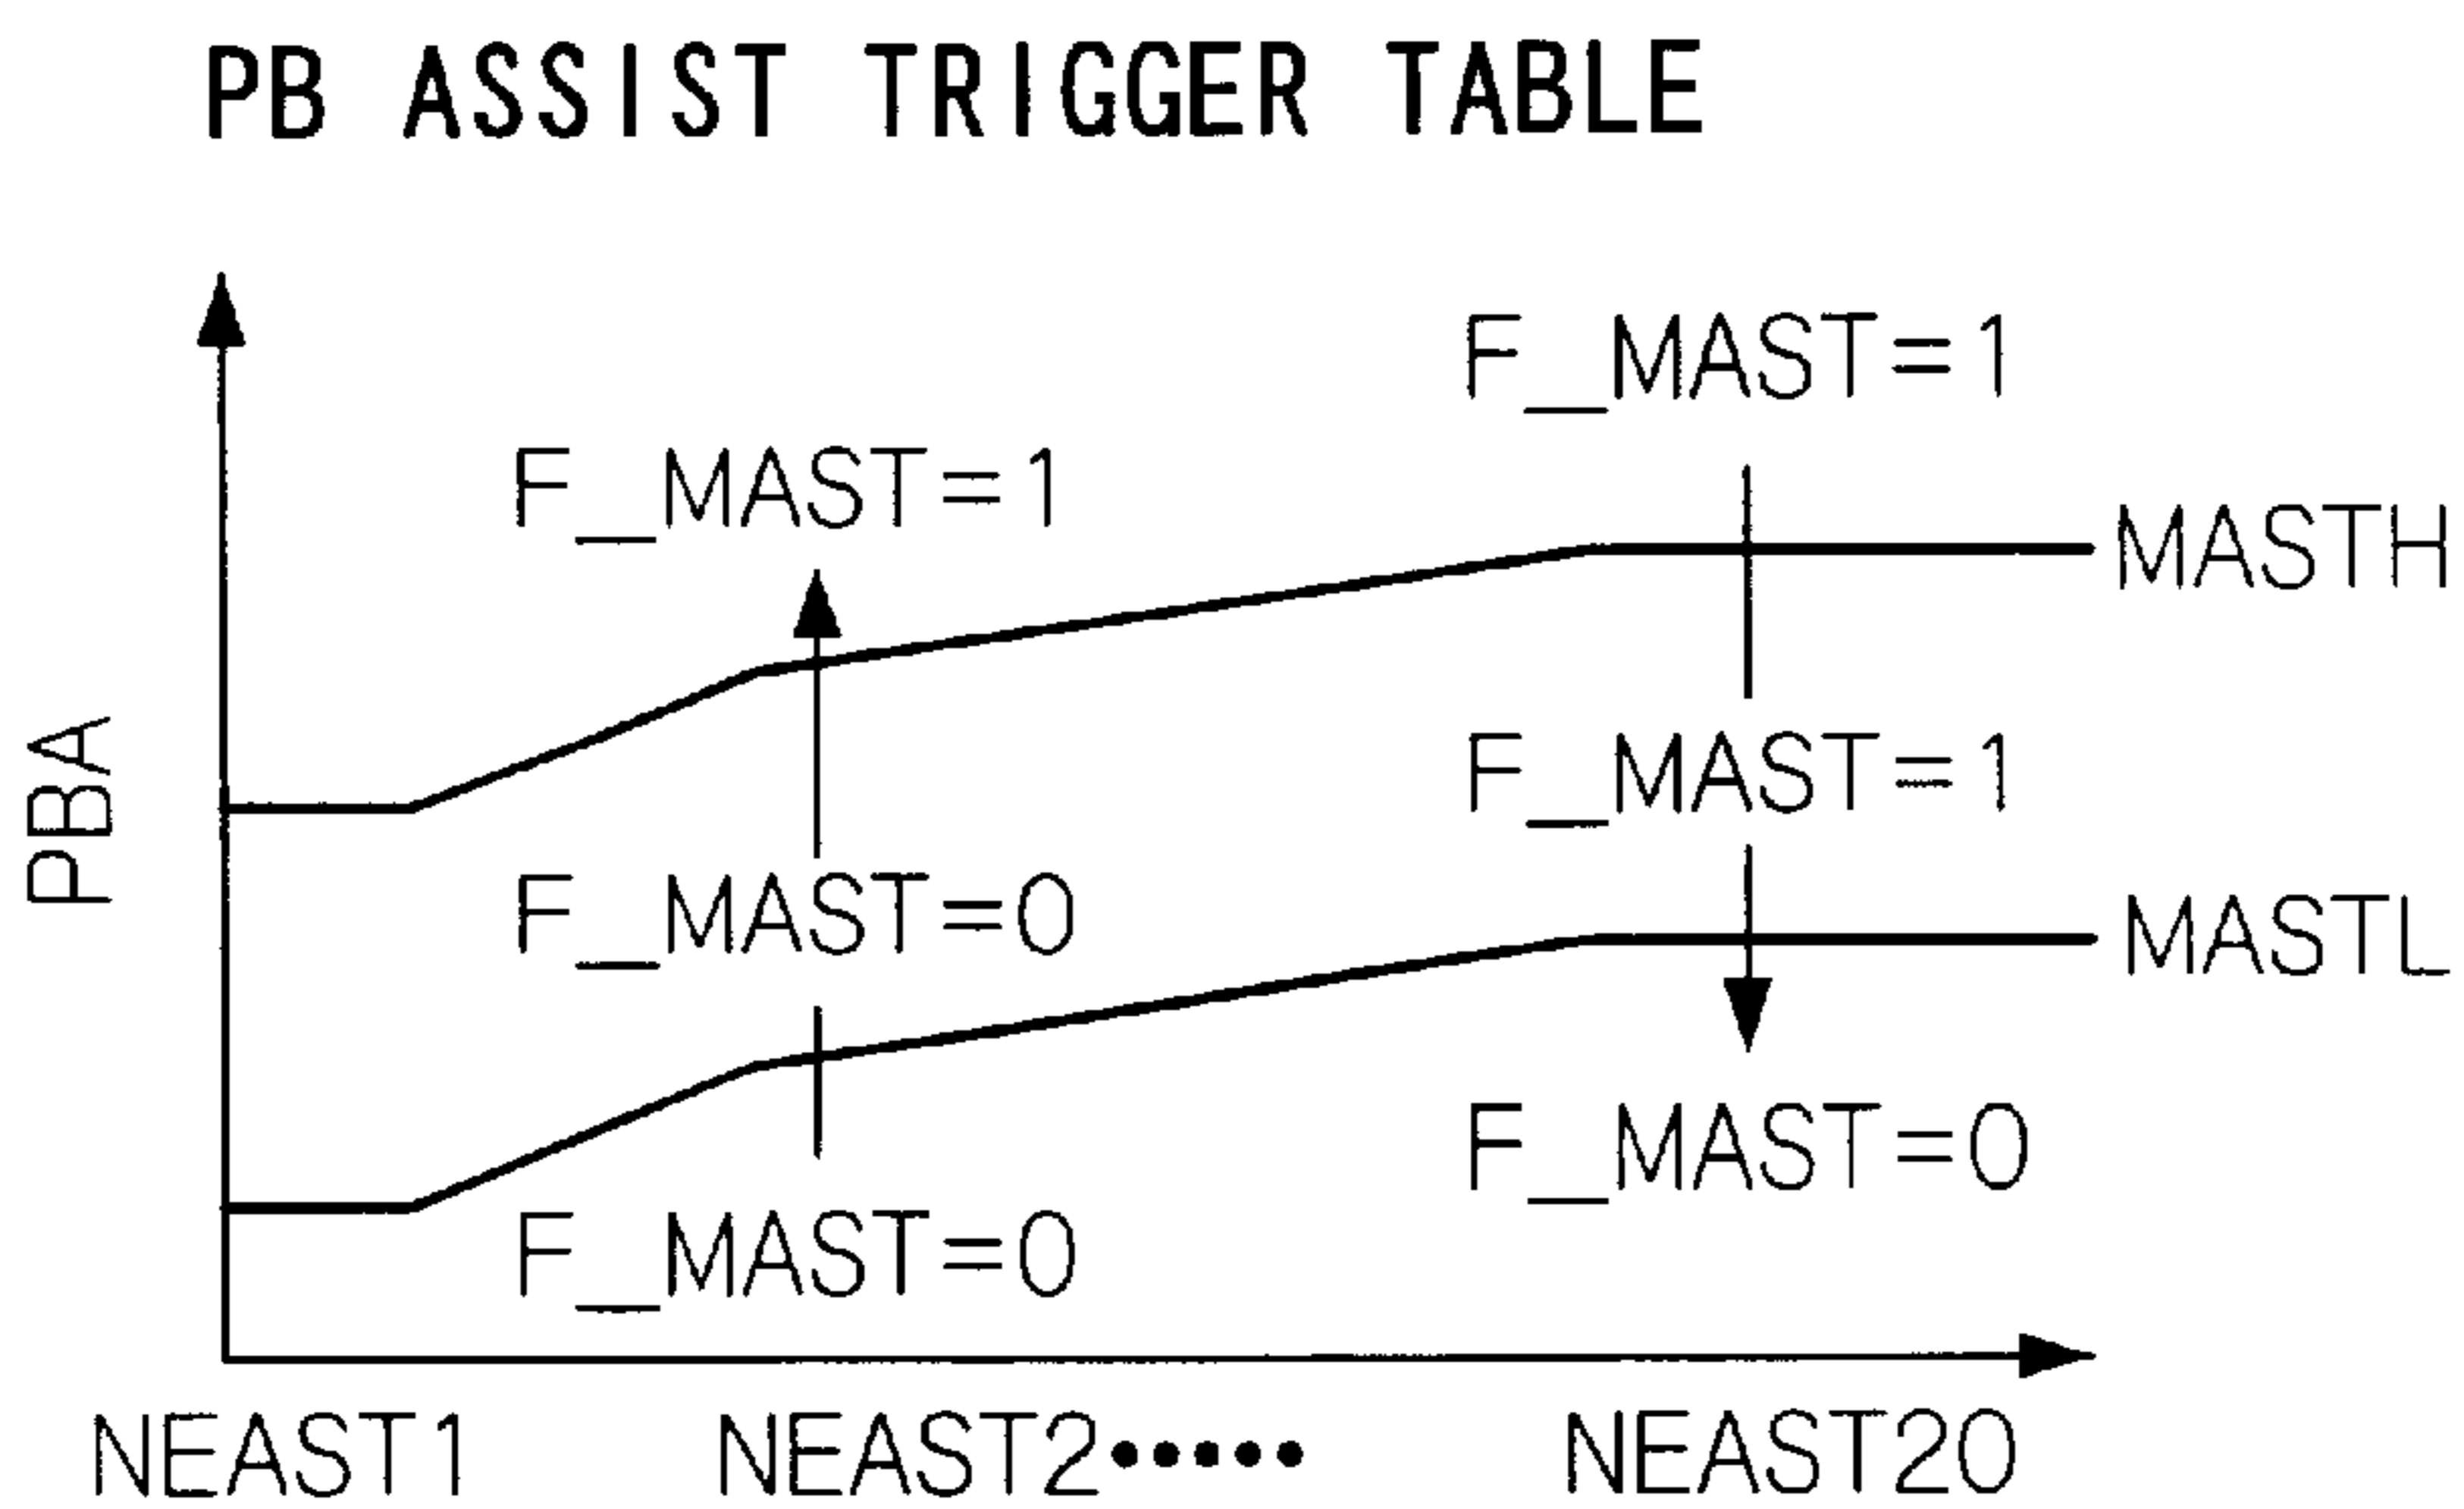 PB ASSIST TRIGGER TABLE
F_MAST=1
F_MAST=1
MASTH
F_MAST=1
PBA
F_MAST=0
MASTL
F_MAST=0
F_MAST=0
NEAST1 NEAST2••••• NEAST20